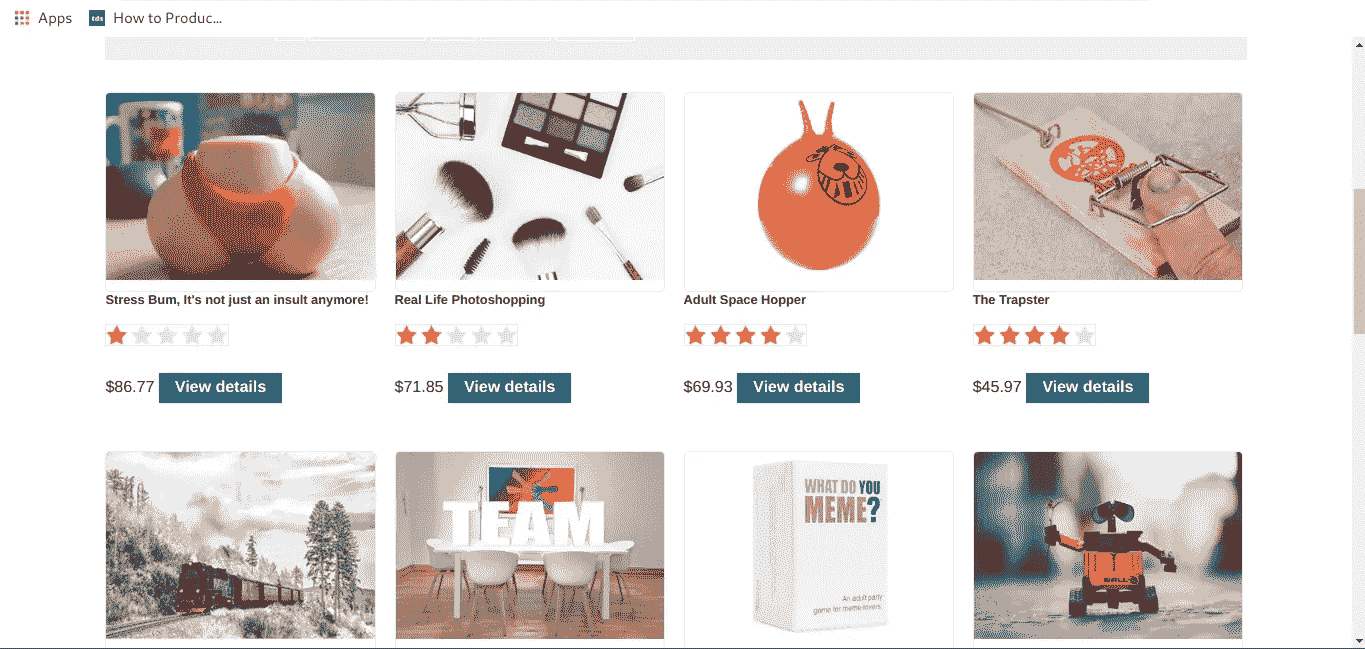 Apps
tds How to Produc...
Stress Bum, It's not just an insult anymore!
Real Life Photoshopping
Adult Space Hopper
The Trapster
$86.77 View details
$71.85 View details
$69.93 View details
$45.97 View details
TEAM
WHAT DO YOU
MEME?
An adult party
game for meme lovers.
WALL·E